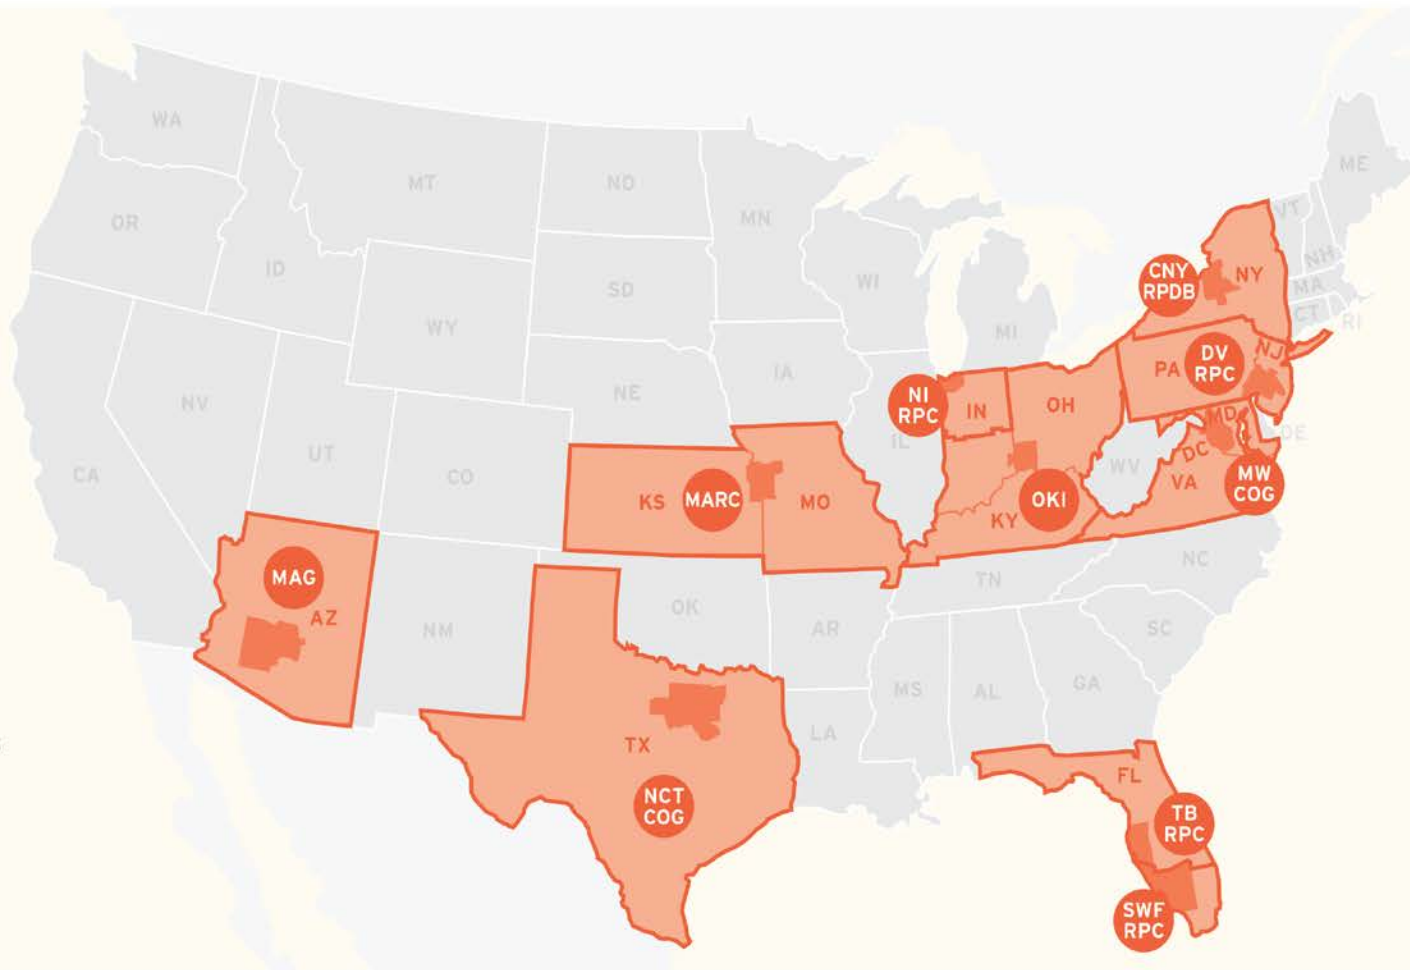 WA
ME
MT
ND
OR
MN
VT
NH
ID
CNY
RPDB
NY
SD
WI
MA
CT
RI
WY
MI
NJ
DV
RPC
PA
IA
NE
NV
NI
RPC
IN
OH
MD
DE
IL
UT
CA
CO
DC
WV
VA
MW
COG
KS
MARC
MO
OKI
KY
NC
MAG
TN
OK
AZ
NM
AR
SC
GA
MS
AL
LA
TX
FL
NCT
COG
TB
RPC
SWF
RPC